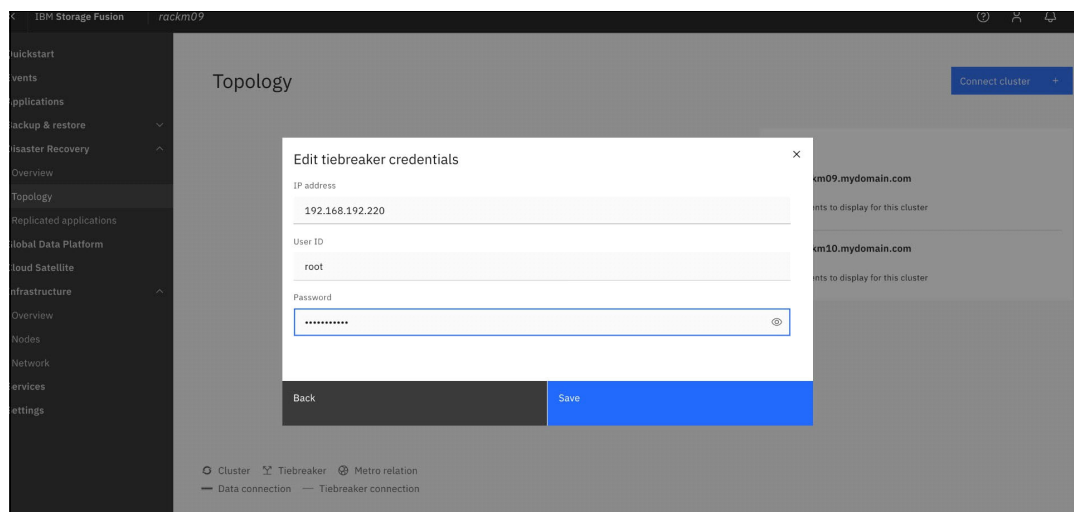 IBM Storage Fusion rackm09
uickstart
vents
pplications
ackup & restore
isaster Recovery
Overview
Topology
Replicated applications
lobal Data Platform
loud Satellite
nfrastructure
Overview
Nodes
Network
ervices
ettings
Topology
Connect cluster +
Edit tiebreaker credentials
IP address
192.168.192.220
User ID
root
Password
•••••••••••
Back
Save
km09.mydomain.com
ents to display for this cluster
km10.mydomain.com
ents to display for this cluster
Cluster Tiebreaker Metro relation
Data connection Tiebreaker connection